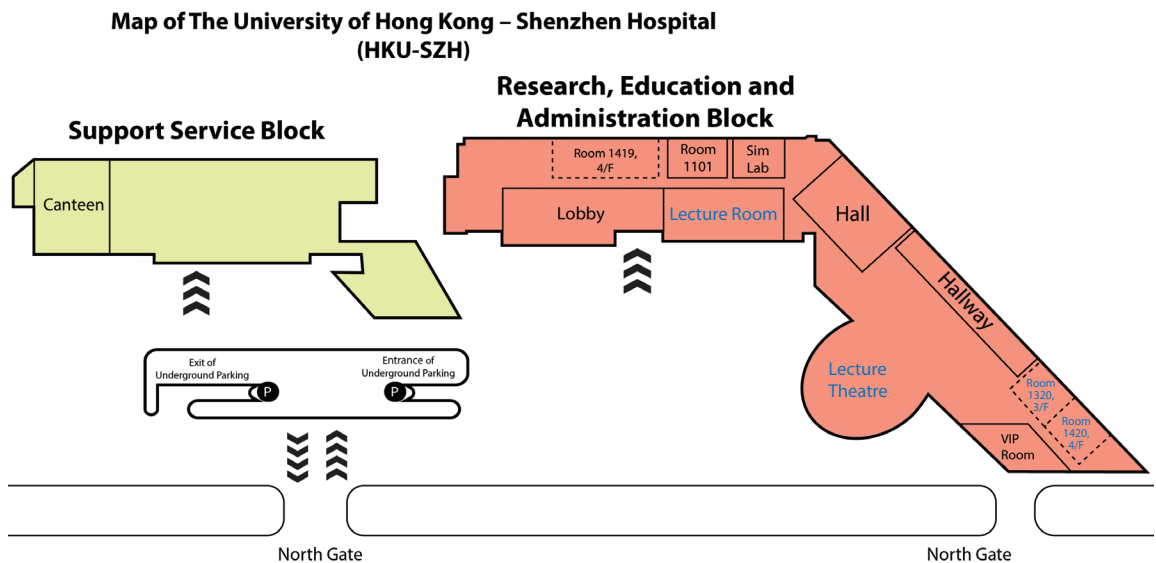 Map of The University of Hong Kong – Shenzhen Hospital
(HKU-SZH)
Research, Education and
Administration Block
Support Service Block
Room 1419,
4/F
Room
1101
Sim
Lab
Canteen
Lobby
Lecture Room
Hall
Hallway
Exit of
Underground Parking
P
Entrance of
Underground Parking
P
Lecture
Theatre
Room
1320,
3/F
Room
1420,
4/F
VIP
Room
North Gate
North Gate